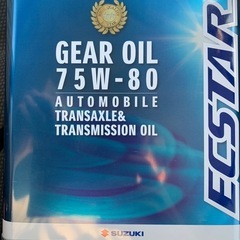 GEAR OIL
75W-80
AUTOMOBILE
TRANSAXLE&
TRANSMISSION OIL
ECSTAR
SUZUKI